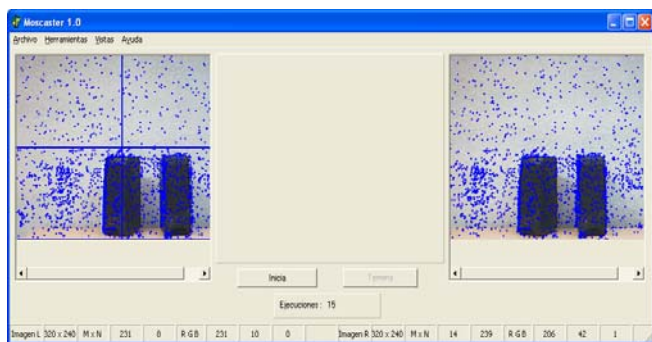 Moscaster 1.0
Archivo Herramientas Vistas Ayuda
Inicia Termina
Ejecuciones : 15
Imagen L 320 x 240 M x N 231 8 R G B 231 10 0 Imagen R 320 x 240 M x N 14 239 R G B 206 42 1